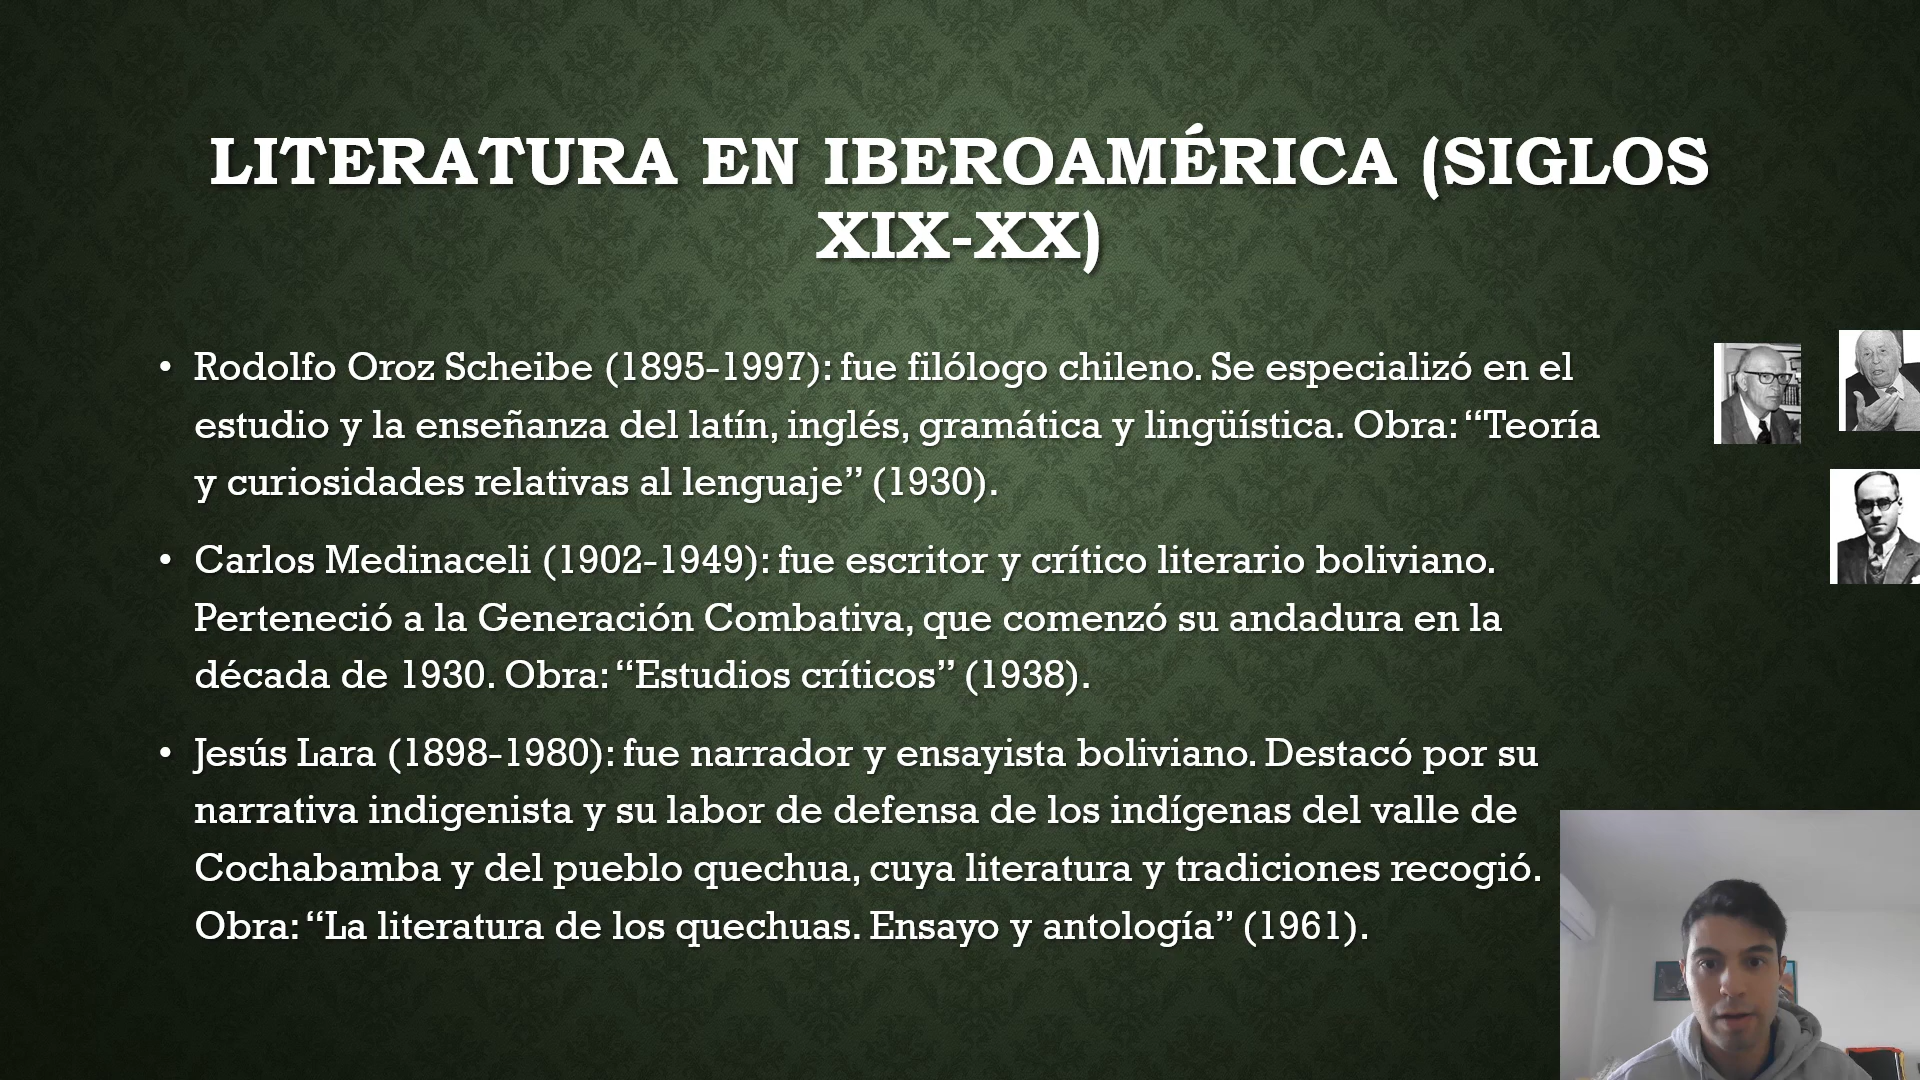 LITERATURA EN IBEROAMÉRICA (SIGLOS
XIX-XX)
• Rodolfo Oroz Scheibe (1895-1997): fue filólogo chileno. Se especializó en el
estudio y la enseñanza del latín, inglés, gramática y lingüística. Obra: “Teoría
y curiosidades relativas al lenguaje” (1930).
• Carlos Medinaceli (1902-1949): fue escritor y crítico literario boliviano.
Perteneció a la Generación Combativa, que comenzó su andadura en la
década de 1930. Obra: “Estudios críticos” (1938).
• Jesús Lara (1898-1980): fue narrador y ensayista boliviano. Destacó por su
narrativa indigenista y su labor de defensa de los indígenas del valle de
Cochabamba y del pueblo quechua, cuya literatura y tradiciones recogió.
Obra: “La literatura de los quechuas. Ensayo y antología” (1961).